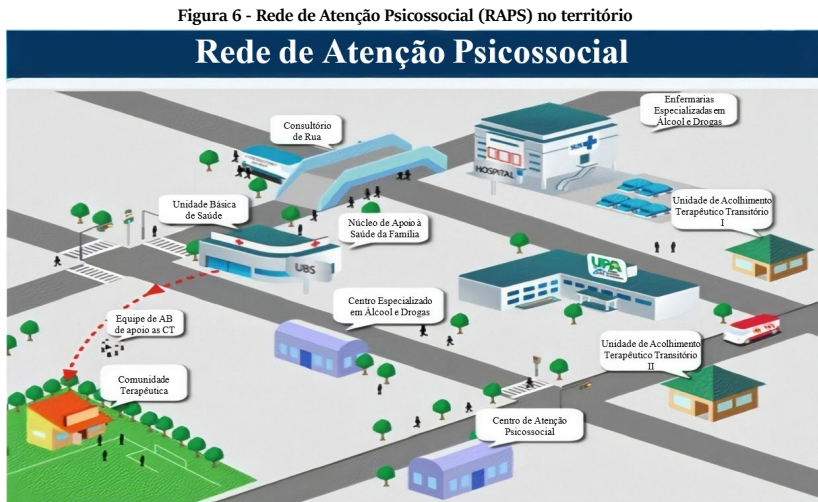 Figura 6 - Rede de Atenção Psicossocial (RAPS) no território
Rede de Atenção Psicossocial
Enfermarias
Especializadas em
Álcool e Drogas
Consultório
de Rua
SUS
HOSPITAL
Unidade Básica
de Saúde
Unidade de Acolhimento
Terapêutico Transitório
I
Núcleo de Apoio à
Saúde da Família
UBS
UPA
Centro Especializado
em Álcool e Drogas
Equipe de AB
de apoio as CT
Unidade de Acolhimento
Terapêutico Transitório
II
Comunidade
Terapêutica
Centro de Atenção
Psicossocial